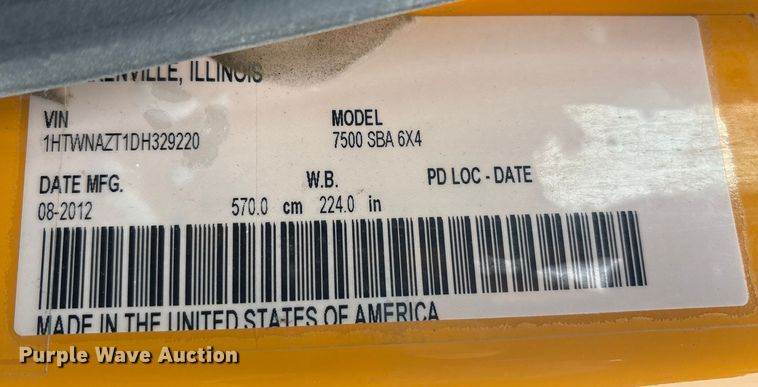 ENVILLE, ILLINOIS
VIN MODEL
1HTWNAZT1DH329220 7500 SBA 6X4
DATE MFG. W.B. PD LOC - DATE
08-2012 570.0 cm 224.0 in
MADE IN THE UNITED STATES OF AMERICA
Purple Wave Auction